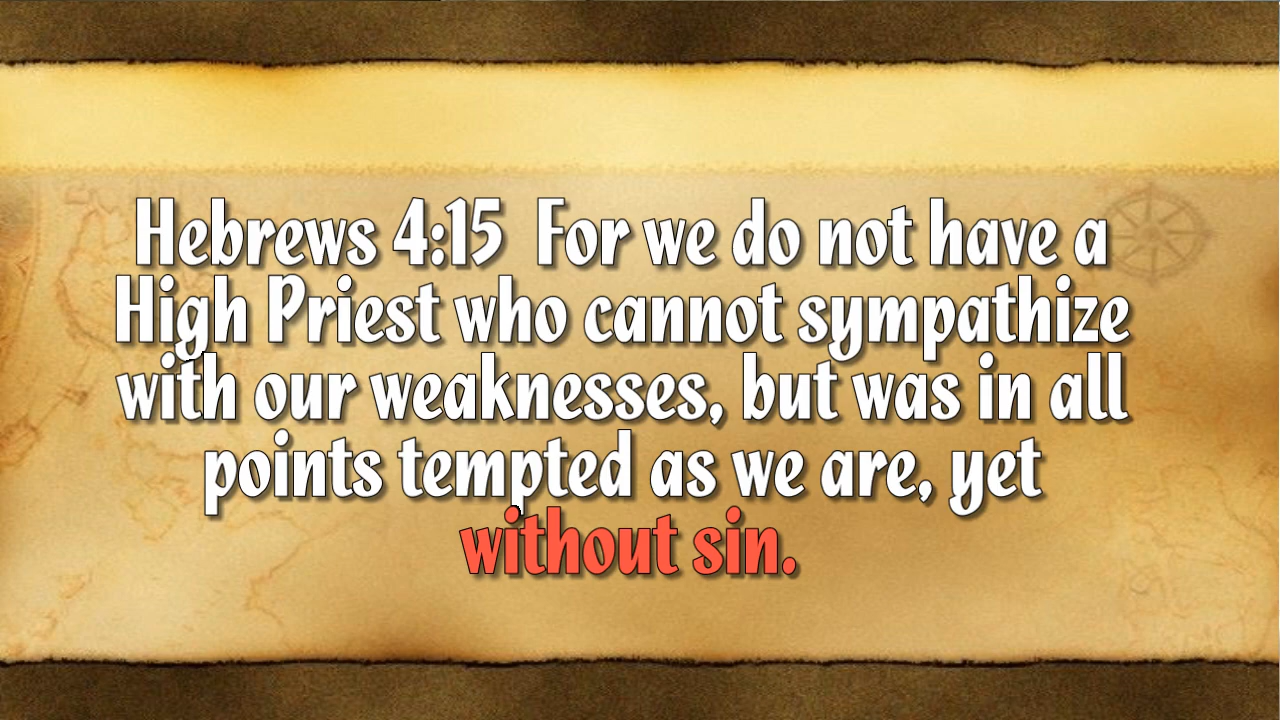 Hebrews 4:15  For we do not have a
High Priest who cannot sympathize
with our weaknesses, but was in all
points tempted as we are, yet
without sin.